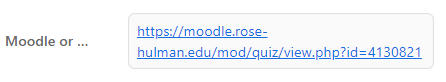 Moodle or ...
https://moodle.rose-
hulman.edu/mod/quiz/view.php?id=4130821